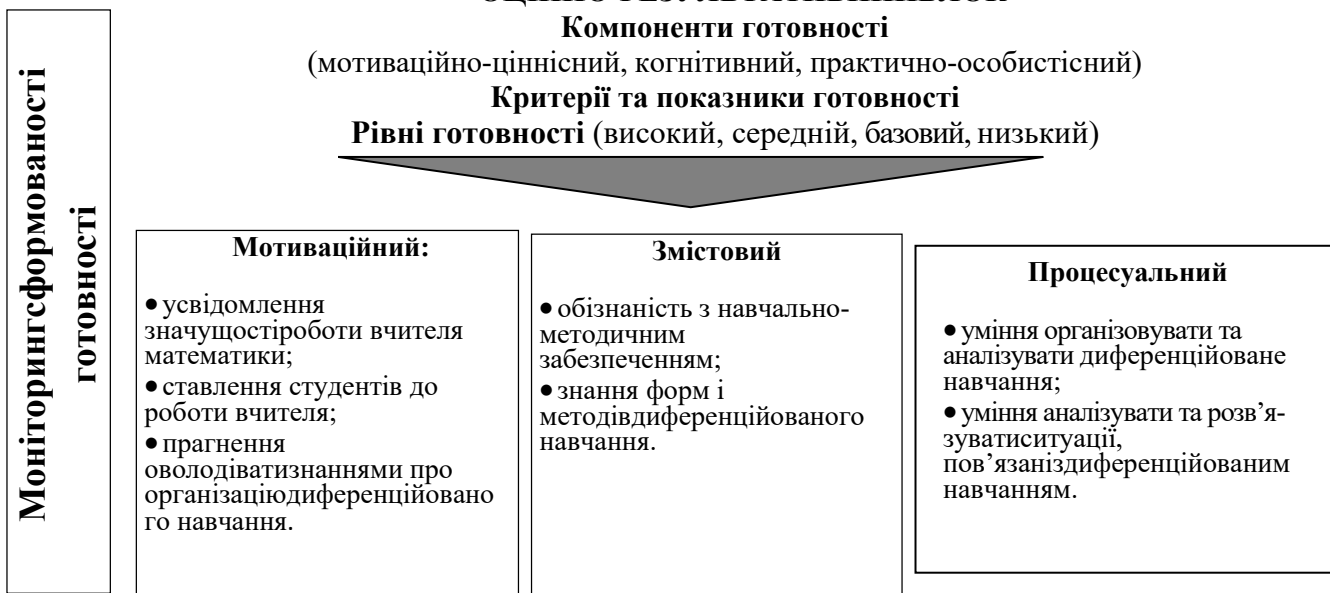 Компоненти готовності
(мотиваційно-ціннісний, когнітивний, практично-особистісний)
Критерії та показники готовності
Рівні готовності (високий, середній, базовий, низький)
Моніторингсформованості
готовності
Мотиваційний:
• усвідомлення
значущостіроботи вчителя
математики;
• ставлення студентів до
роботи вчителя;
• прагнення
оволодіватизнаннями про
організаціюдиференційовано
го навчання.
Змістовий
• обізнаність з навчально-
методичним
забезпеченням;
• знання форм і
методівдиференційованого
навчання.
Процесуальний
• уміння організовувати та
аналізувати диференційоване
навчання;
• уміння аналізувати та розв’я-
зуватиситуації,
пов’язаніздиференційованим
навчанням.